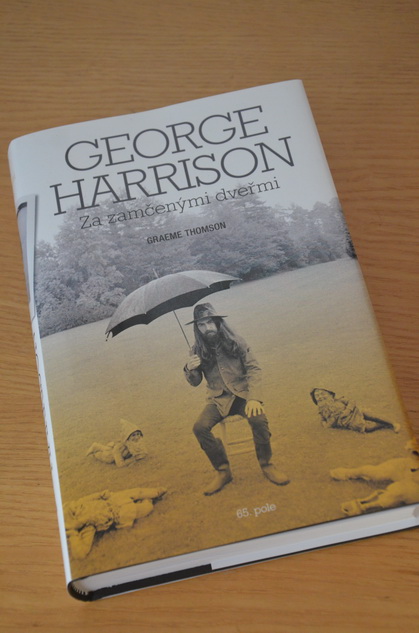 GEORGE
HARRISON
Za zamčenými dveřmi
GRAEME THOMSON
65. pole